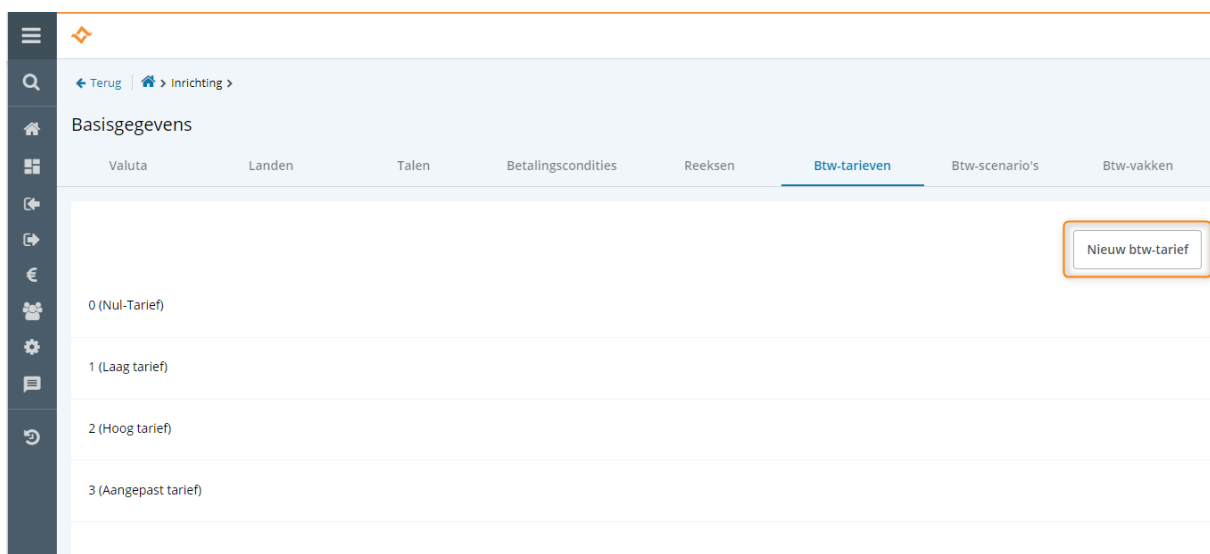 Terug > Inrichting >
Basisgegevens
Valuta Landen Talen Betalingscondities Reeksen Btw-tarieven Btw-scenario's Btw-vakken
Nieuw btw-tarief
0 (Nul-Tarief)
1 (Laag tarief)
2 (Hoog tarief)
3 (Aangepast tarief)